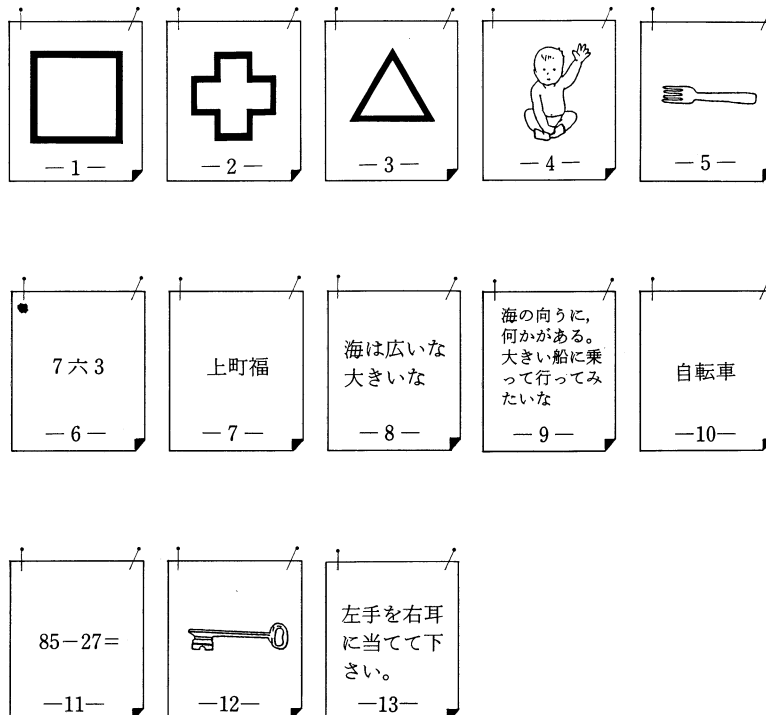 —1—
—2—
—3—
—4—
—5—
7六3
—6—
上町福
—7—
海は広いな
大きいな
—8—
海の向うに，
何かがある。
大きい船に乗
って行ってみ
たいな
—9—
自転車
—10—
85−27=
—11—
—12—
左手を右耳
に当てて下
さい。
—13—